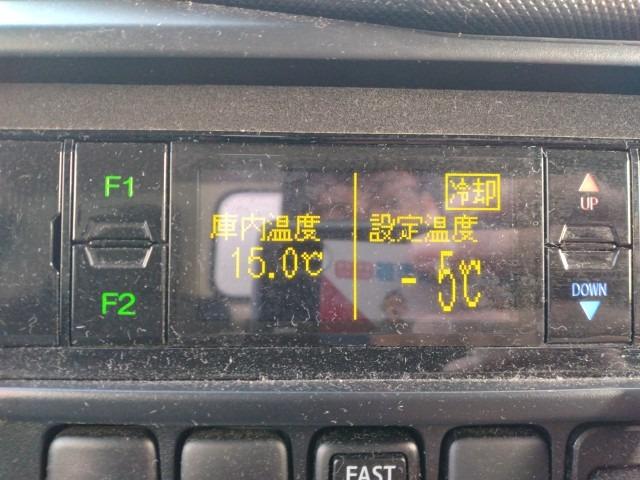 F1
F2
冷却
庫内温度
設定温度
15.0℃
- 5℃
UP
DOWN
FAST